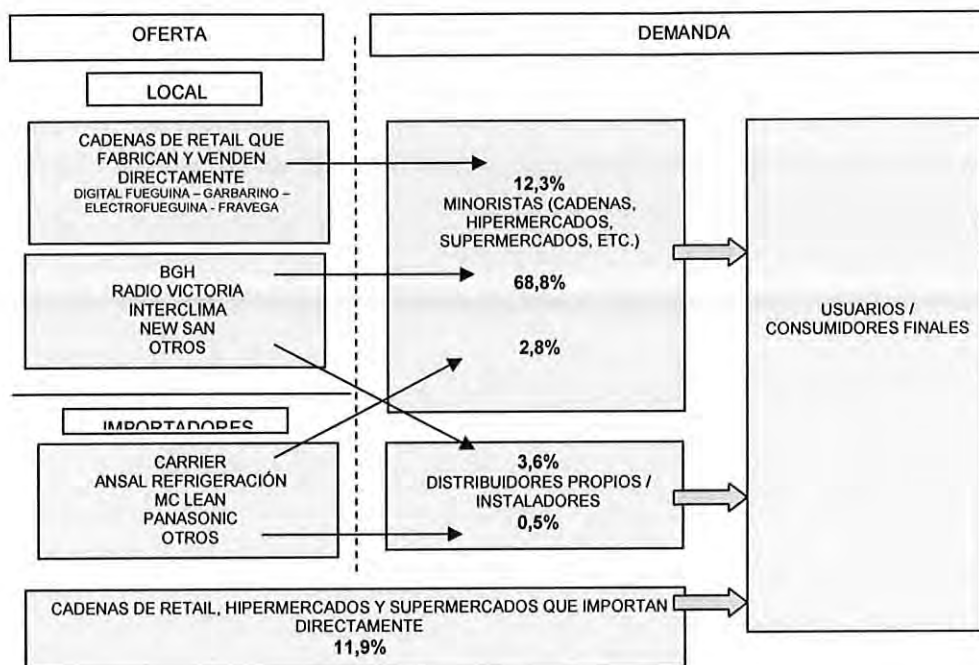 OFERTA
DEMANDA
LOCAL
CADENAS DE RETAIL QUE
FABRICAN Y VENDEN
DIRECTAMENTE
DIGITAL FUEGUINA – GARBARINO –
ELECTROFUEGUINA - FRAVEGA
BGH
RADIO VICTORIA
INTERCLIMA
NEW SAN
OTROS
IMPORTADORES
CARRIER
ANSAL REFRIGERACIÓN
MC LEAN
PANASONIC
OTROS
12,3%
MINORISTAS (CADENAS,
HIPERMERCADOS,
SUPERMERCADOS, ETC.)
68,8%
2,8%
3,6%
DISTRIBUIDORES PROPIOS /
INSTALADORES
0,5%
USUARIOS /
CONSUMIDORES FINALES
CADENAS DE RETAIL, HIPERMERCADOS Y SUPERMERCADOS QUE IMPORTAN
DIRECTAMENTE
11,9%